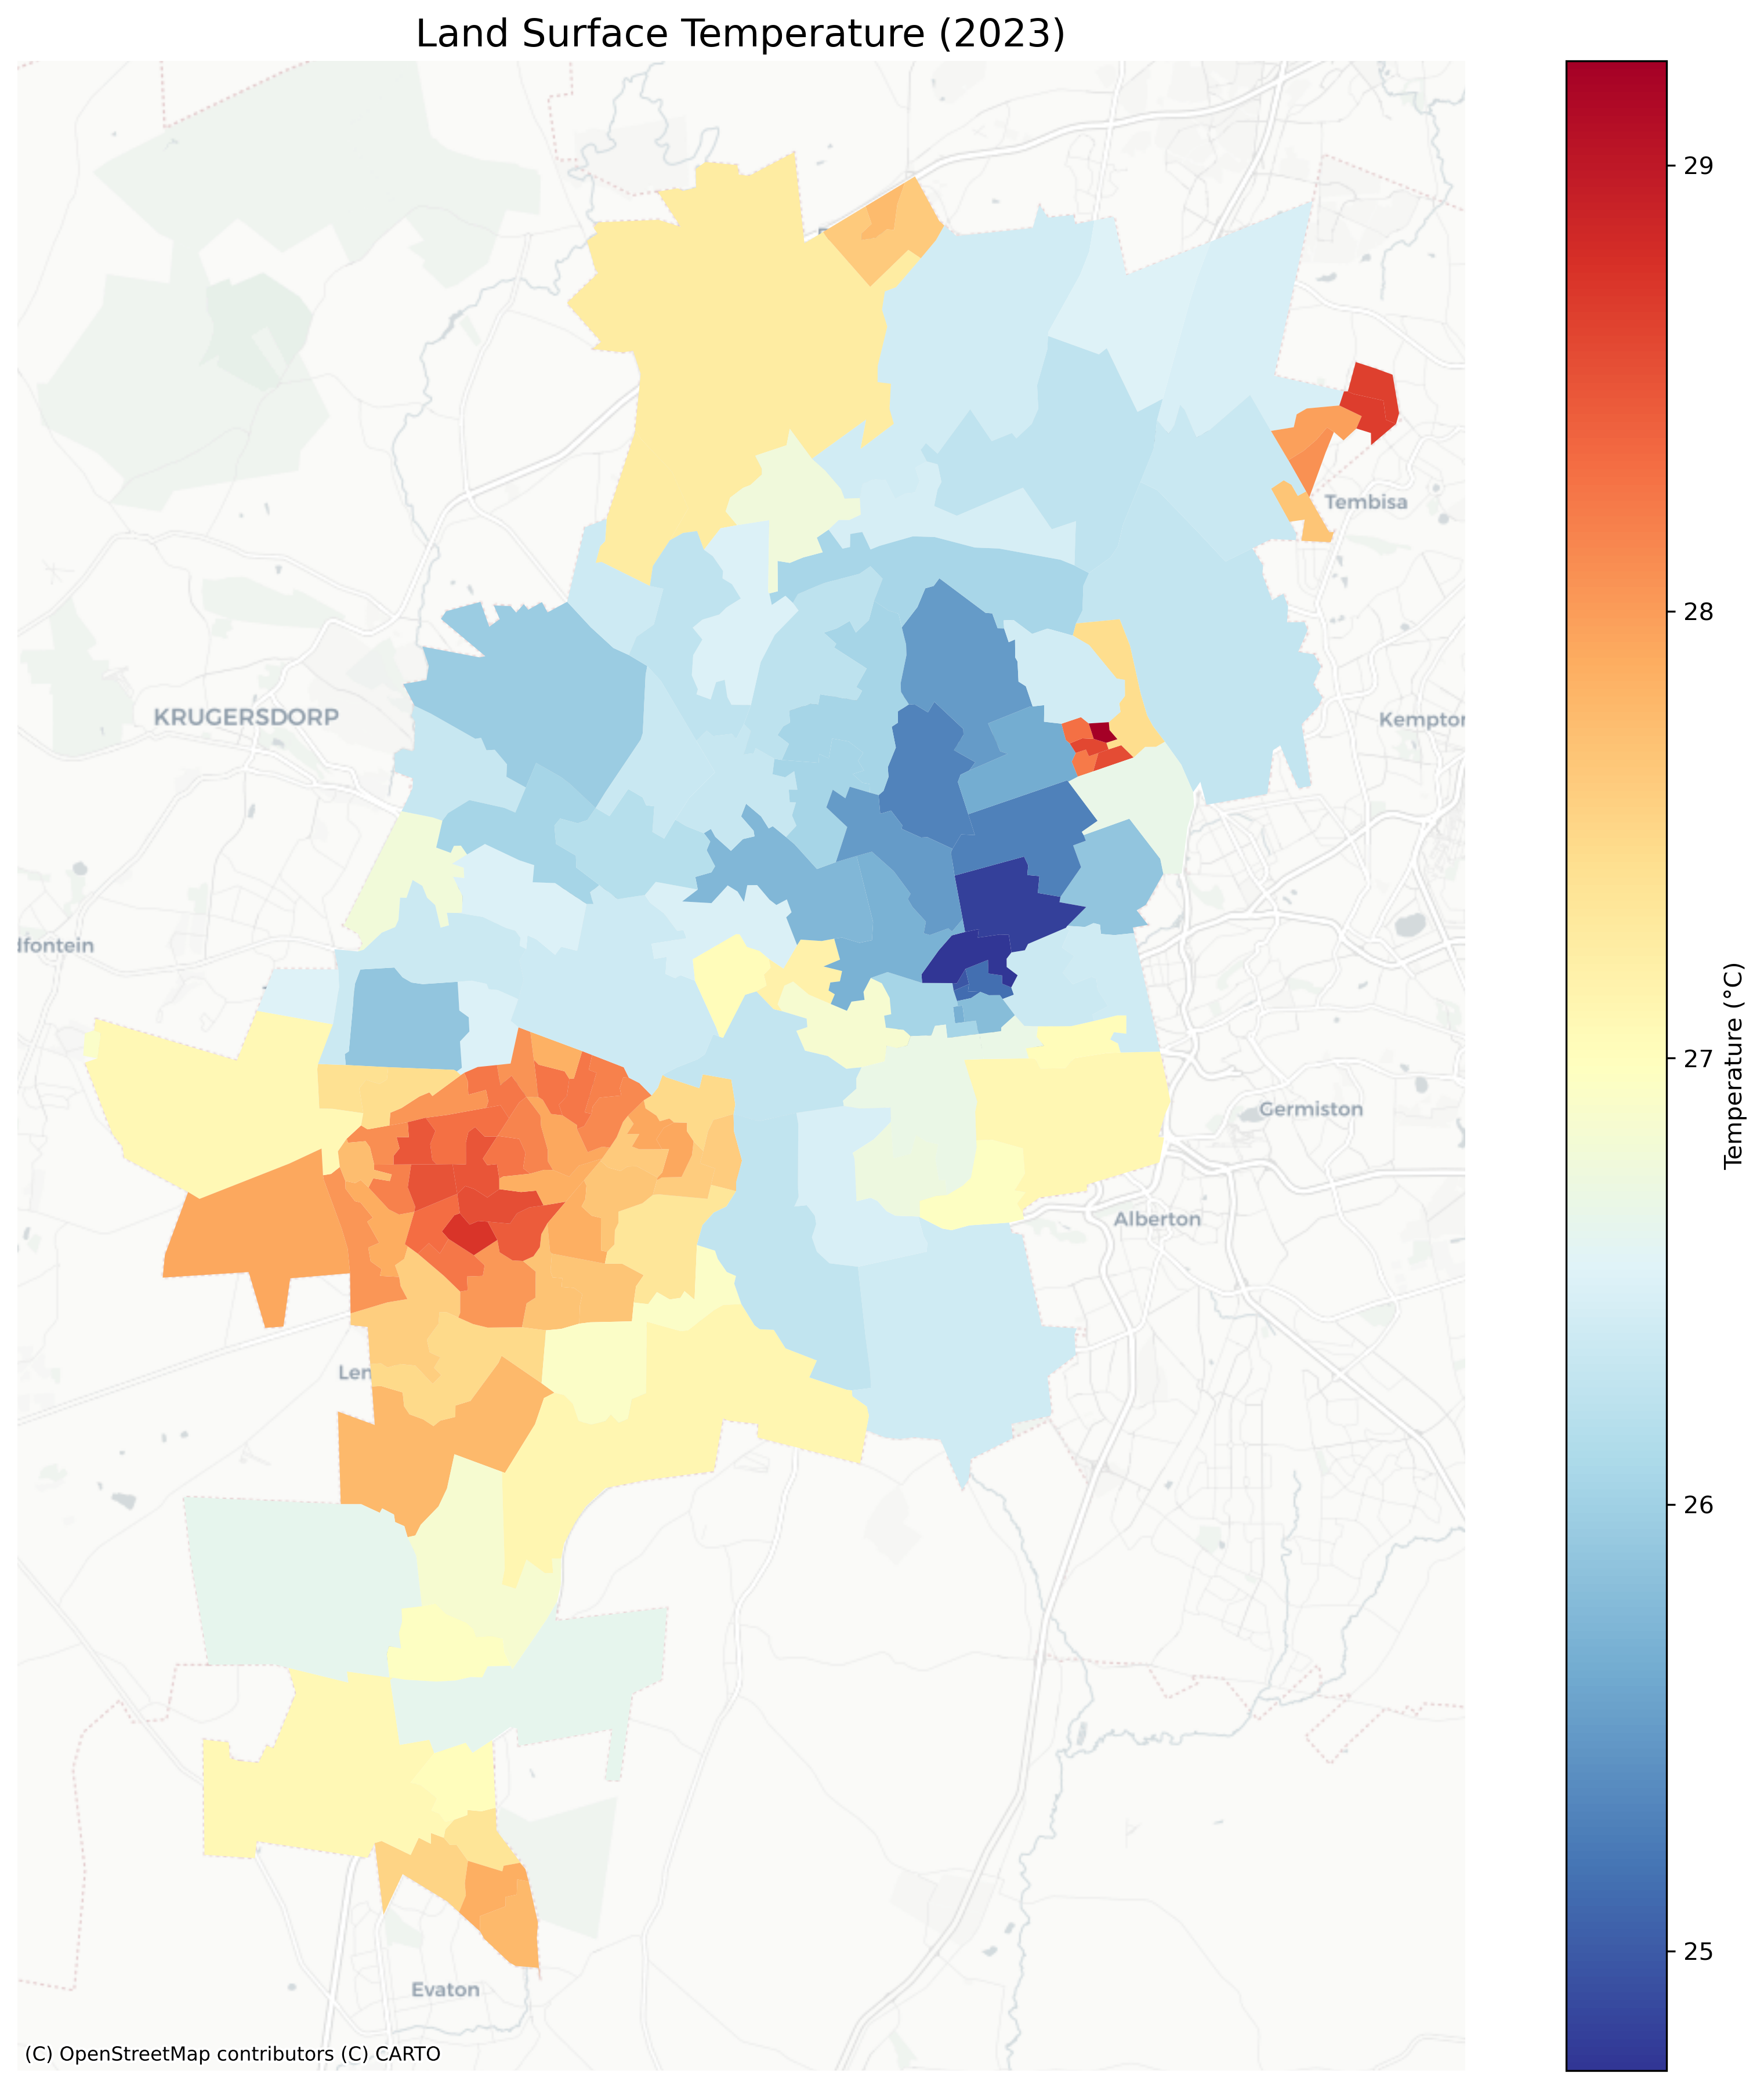 Land Surface Temperature (2023)
29
Tembisa
28
KRUGERSDORP
Kempton
dfontein
27
Temperature (°C)
Germiston
Alberton
Len
26
25
Evaton
(C) OpenStreetMap contributors (C) CARTO